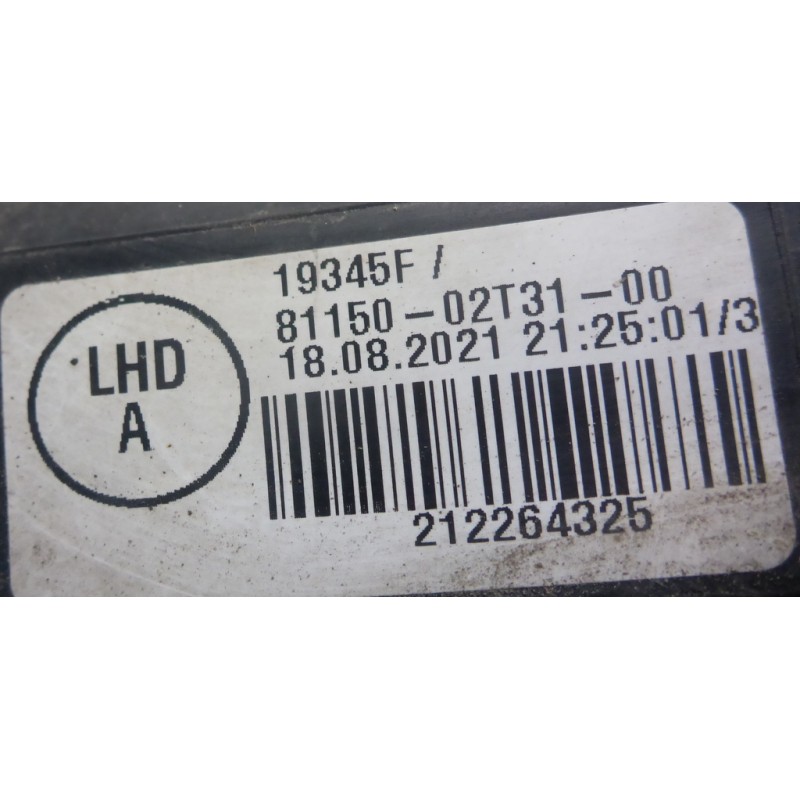 LHD
A
19345F /
81150-02T31-00
18.08.2021 21:25:01/3
212264325